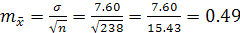 m_x̄ = σ/√n = 7.60/√238 = 7.60/15.43 = 0.49